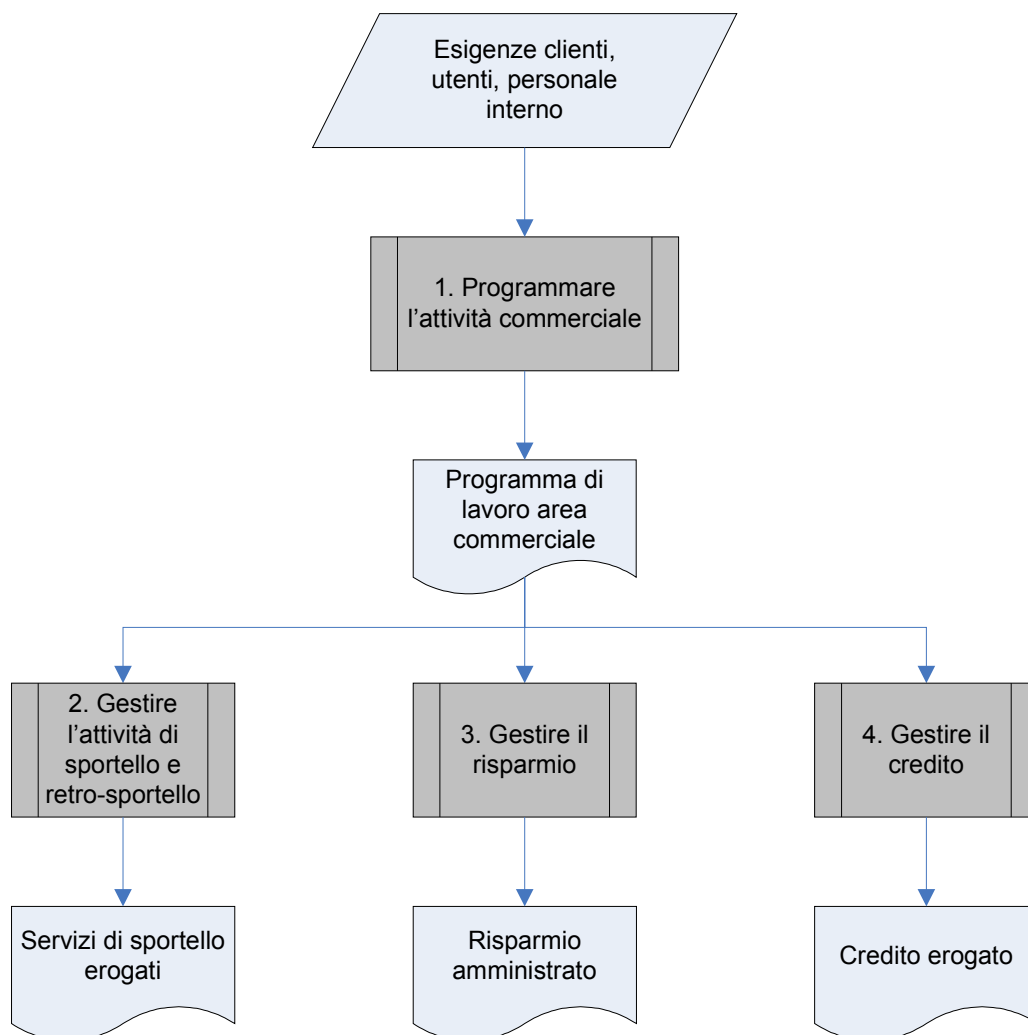 Esigenze clienti,
utenti, personale
interno
1. Programmare
l’attività commerciale
Programma di
lavoro area
commerciale
2. Gestire
l’attività di
sportello e
retro-sportello
3. Gestire il
risparmio
4. Gestire il
credito
Servizi di sportello
erogati
Risparmio
amministrato
Credito erogato